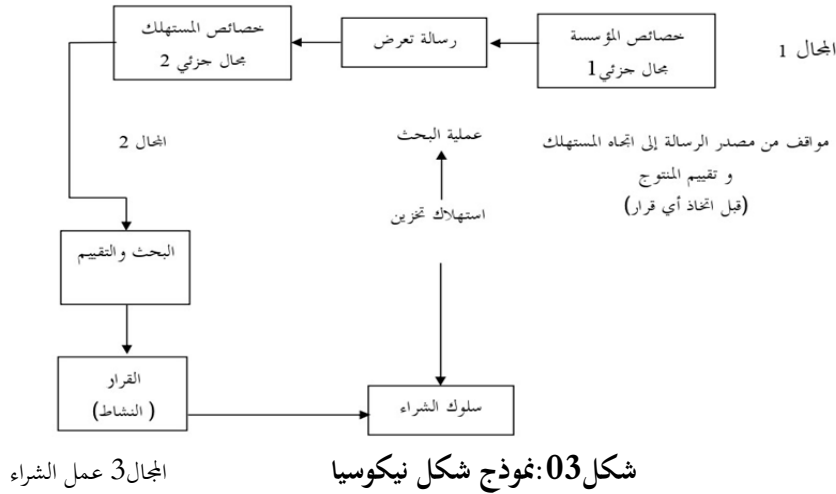 المجال 1
خصائص المؤسسة
مجال جزئي1
رسالة تعرض
خصائص المستهلك
مجال جزئي 2
مواقف من مصدر الرسالة إلى اتجاه المستهلك
و تقييم المنتوج
(قبل اتخاذ أي قرار)
عملية البحث
استهلاك تخزين
المجال 2
البحث والتقييم
القرار
( النشاط)
سلوك الشراء
شكل03:نموذج شكل نيكوسيا
المجال3 عمل الشراء